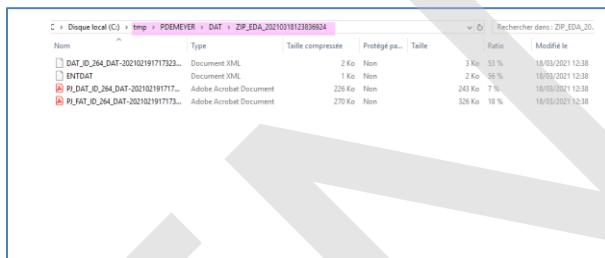 C > Disque local (C:) > tmp > PDEMEYER > DAT > ZIP_EDA_20210318123836924 Rechercher dans : ZIP_EDA_20...
Nom Type Taille compressée Protégé pa... Taille Ratio Modifié le
DAT_ID_264_DAT-202102191717323... Document XML 2 Ko Non 3 Ko 53 % 18/03/2021 12:38
ENTDAT Document XML 1 Ko Non 2 Ko 56 % 18/03/2021 12:38
PJ_DAT_ID_264_DAT-202102191717... Adobe Acrobat Document 226 Ko Non 243 Ko 7 % 18/03/2021 12:38
PJ_FAT_ID_264_DAT-202102191717... Adobe Acrobat Document 270 Ko Non 326 Ko 18 % 18/03/2021 12:38